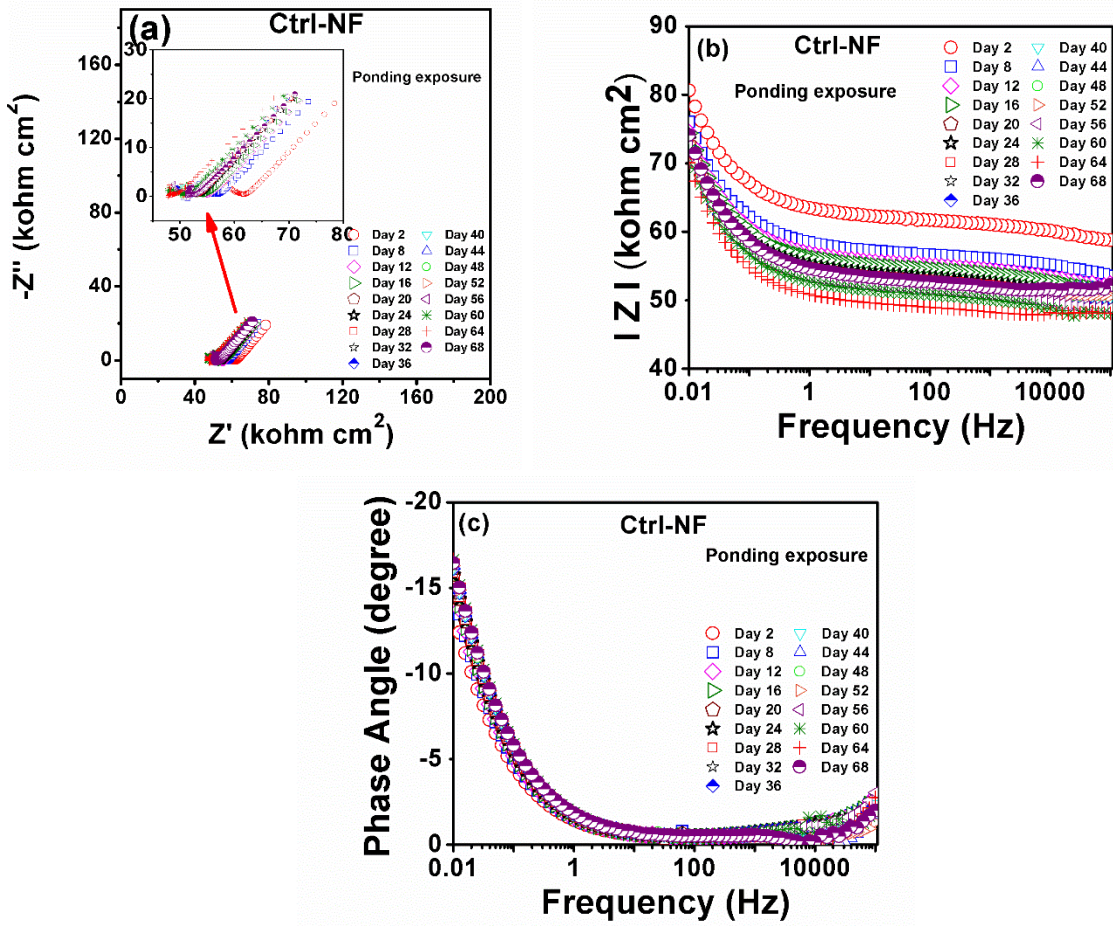 (a) Ctrl-NF
Ponding exposure
-Z'' (kohm cm2)
160
120
80
40
0
30
20
10
0
50 60 70 80
Day 2 Day 40
Day 8 Day 44
Day 12 Day 48
Day 16 Day 52
Day 20 Day 56
Day 24 Day 60
Day 28 Day 64
Day 32 Day 68
Day 36
0 40 80 120 160 200
Z' (kohm cm2)
(b) Ctrl-NF
Ponding exposure
I Z I (kohm cm2)
80
70
60
50
40
Day 2 Day 40
Day 8 Day 44
Day 12 Day 48
Day 16 Day 52
Day 20 Day 56
Day 24 Day 60
Day 28 Day 64
Day 32 Day 68
Day 36
0.01 1 100 10000
Frequency (Hz)
(c) Ctrl-NF
Ponding exposure
Phase Angle (degree)
-20
-15
-10
-5
0
Day 2 Day 40
Day 8 Day 44
Day 12 Day 48
Day 16 Day 52
Day 20 Day 56
Day 24 Day 60
Day 28 Day 64
Day 32 Day 68
Day 36
0.01 1 100 10000
Frequency (Hz)